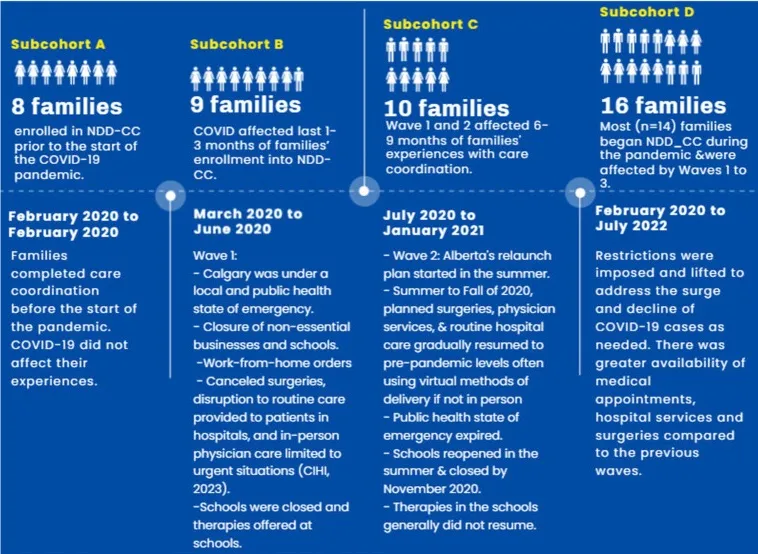 Subcohort A
8 families
enrolled in NDD-CC
prior to the start of
the COVID-19
pandemic.
February 2020 to
February 2020
Families
completed care
coordination
before the start of
the pandemic.
COVID-19 did not
affect their
experiences.
Subcohort B
9 families
COVID affected last 1-
3 months of families'
enrollment into NDD-
CC.
March 2020 to
June 2020
Wave 1:
- Calgary was under a
local and public health
state of emergency.
- Closure of non-essential
businesses and schools.
-Work-from-home orders
- Canceled surgeries,
disruption to routine care
provided to patients in
hospitals, and in-person
physician care limited to
urgent situations (CIHI,
2023).
-Schools were closed and
therapies offered at
schools.
Subcohort C
10 families
Wave 1 and 2 affected 6-
9 months of families'
experiences with care
coordination.
July 2020 to
January 2021
- Wave 2: Alberta's relaunch
plan started in the summer.
- Summer to Fall of 2020,
planned surgeries, physician
services, & routine hospital
care gradually resumed to
pre-pandemic levels often
using virtual methods of
delivery if not in person
- Public health state of
emergency expired.
- Schools reopened in the
summer & closed by
November 2020.
- Therapies in the schools
generally did not resume.
Subcohort D
16 families
Most (n=14) families
began NDD_CC during
the pandemic &were
affected by Waves 1 to
3.
February 2020 to
July 2022
Restrictions were
imposed and lifted to
address the surge
and decline of
COVID-19 cases as
needed. There was
greater availability of
medical
appointments,
hospital services and
surgeries compared
to the previous
waves.